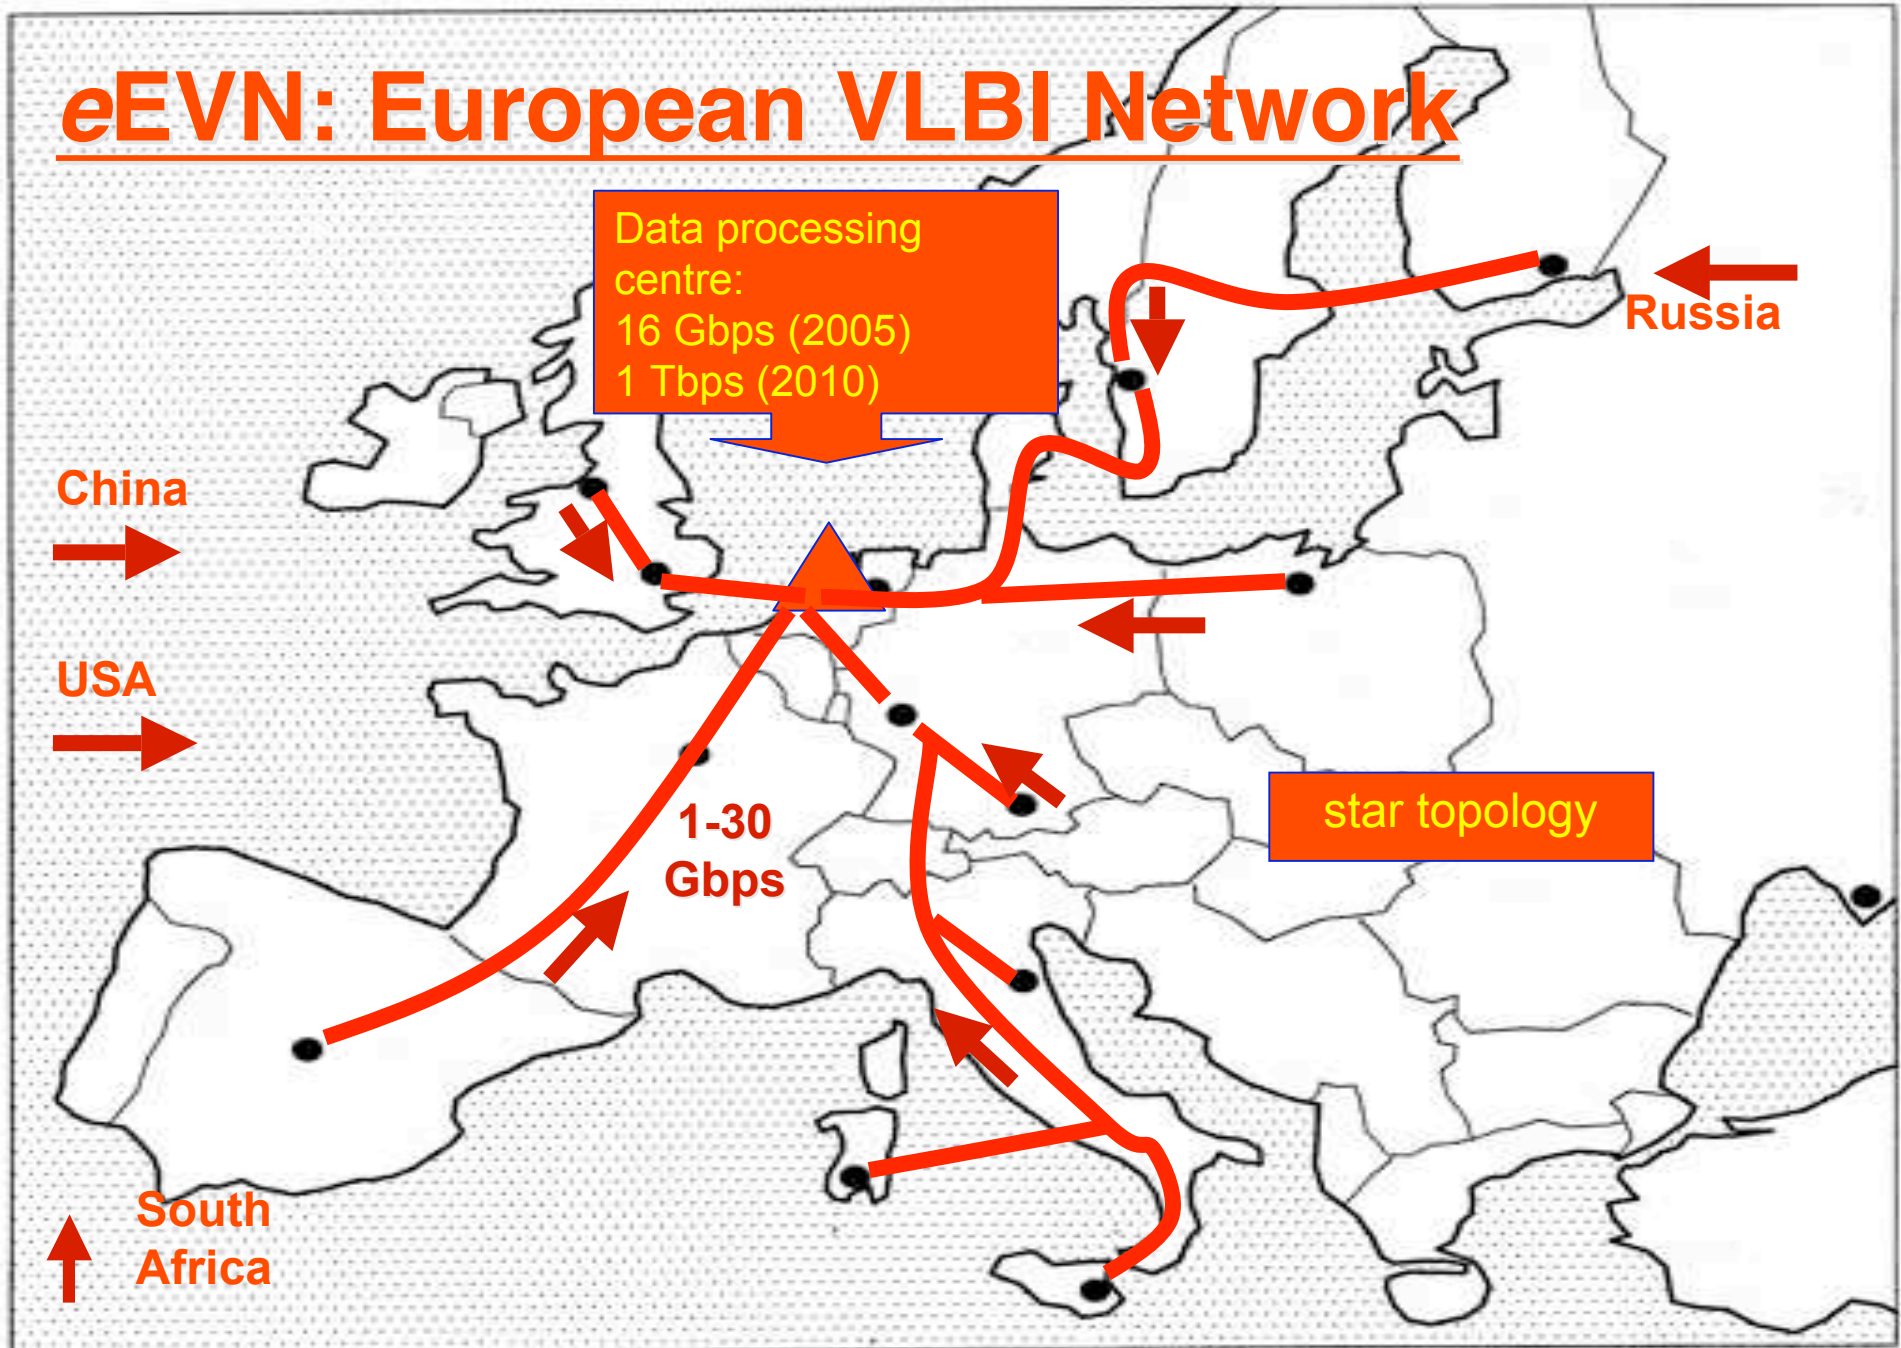 eEVN: European VLBI Network
Data processing
centre:
16 Gbps (2005)
1 Tbps (2010)
Russia
China
USA
1-30
Gbps
star topology
South
Africa